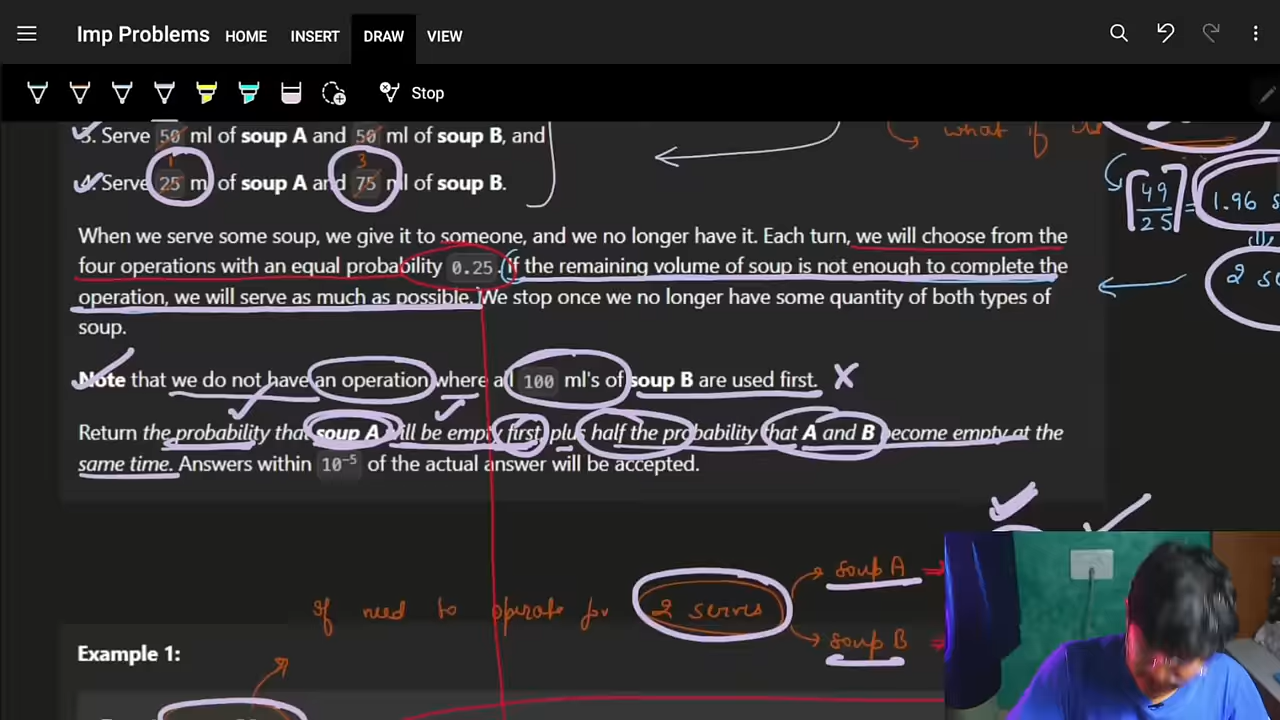 Imp Problems HOME INSERT DRAW VIEW
Stop
3. Serve 50 ml of soup A and 50 ml of soup B, and
1 3
4. Serve 25 ml of soup A and 75 ml of soup B.
what if
[49/25] = 1.96
2
When we serve some soup, we give it to someone, and we no longer have it. Each turn, we will choose from the
four operations with an equal probability 0.25. If the remaining volume of soup is not enough to complete the
operation, we will serve as much as possible. We stop once we no longer have some quantity of both types of
soup.
Note that we do not have an operation where all 100 ml's of soup B are used first. X
Return the probability that soup A will be empty first, plus half the probability that A and B become empty at the
same time. Answers within 10^-5 of the actual answer will be accepted.
soup A
If need to operate for 2 serves
soup B
Example 1: